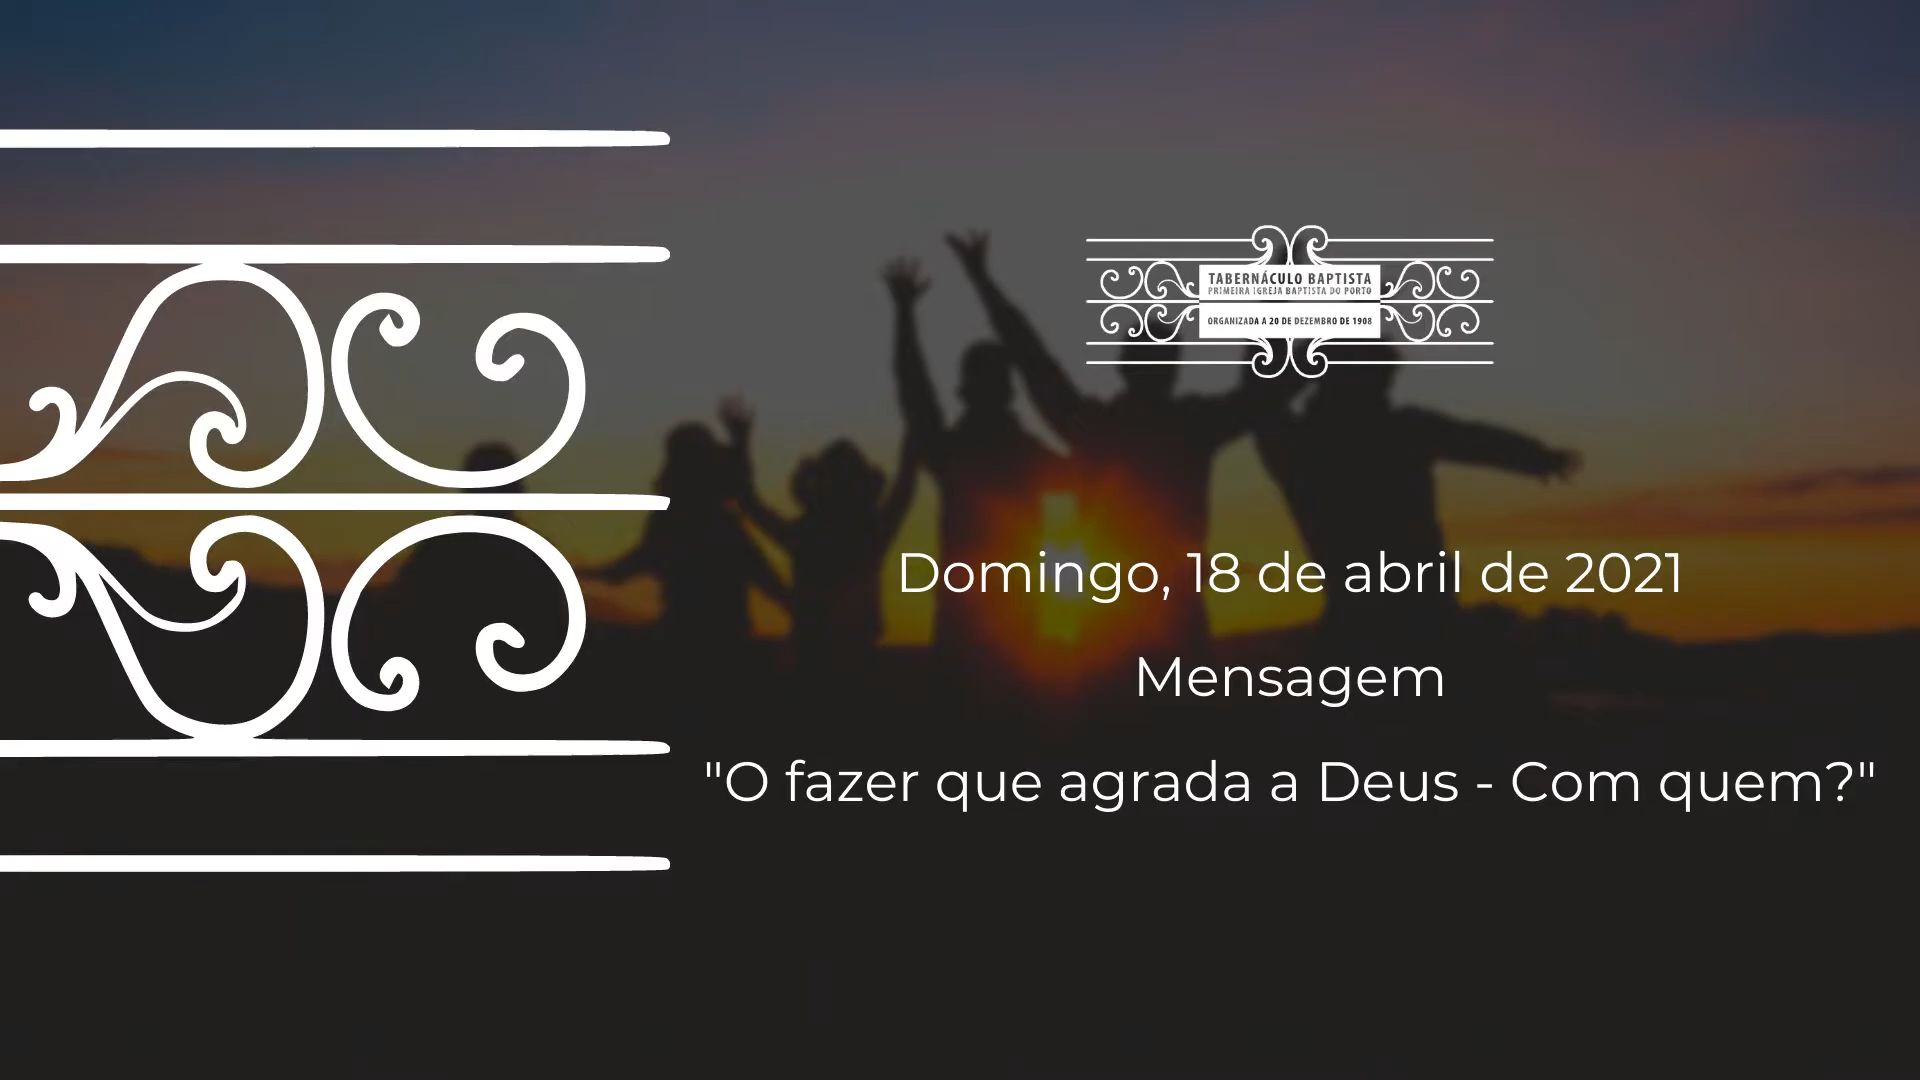 TABERNÁCULO BAPTISTA
PRIMEIRA IGREJA BAPTISTA DO PORTO
ORGANIZADA A 20 DE DEZEMBRO DE 1908
Domingo, 18 de abril de 2021
Mensagem
"O fazer que agrada a Deus - Com quem?"